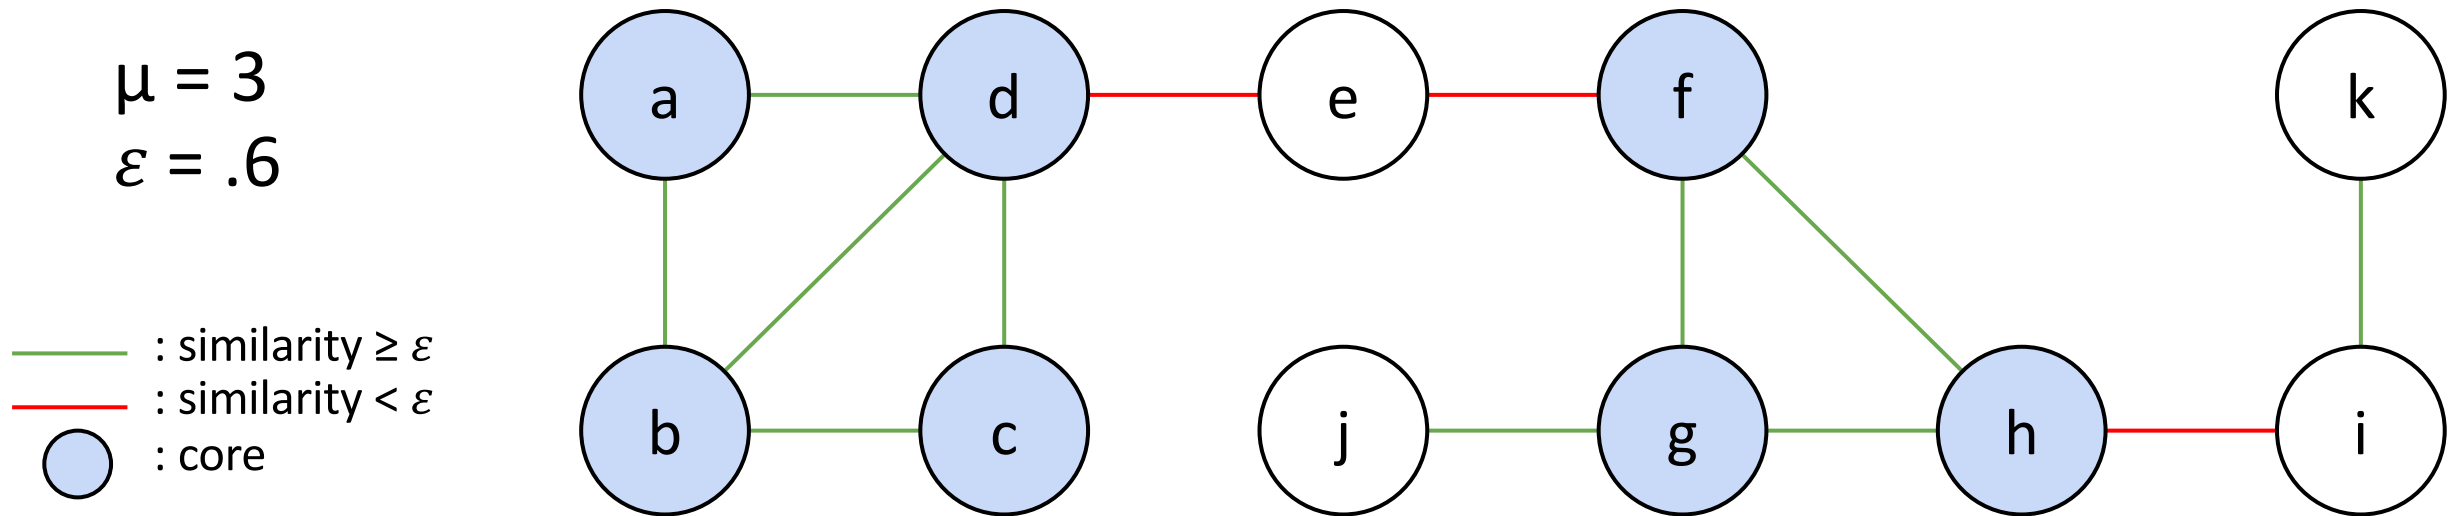 μ = 3
ε = .6
: similarity ≥ ε
: similarity < ε
: core
a
d
e
f
k
b
c
j
g
h
i